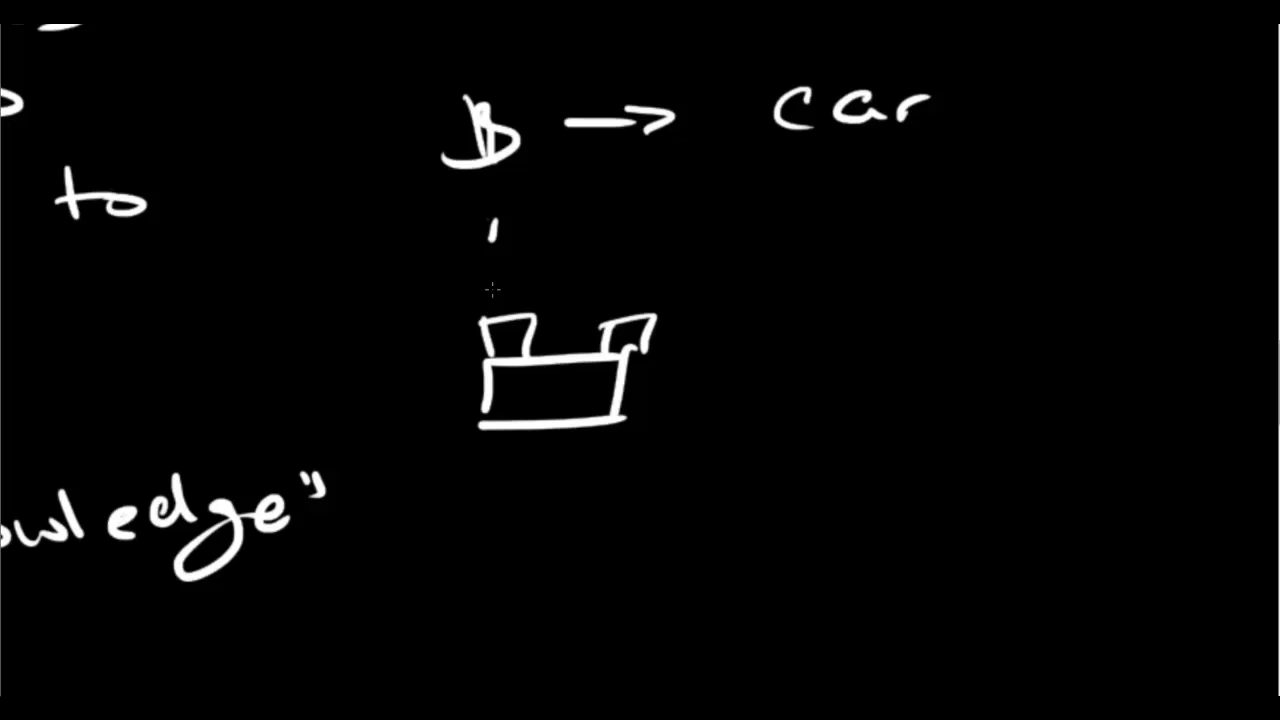 B → car
to
owledge"